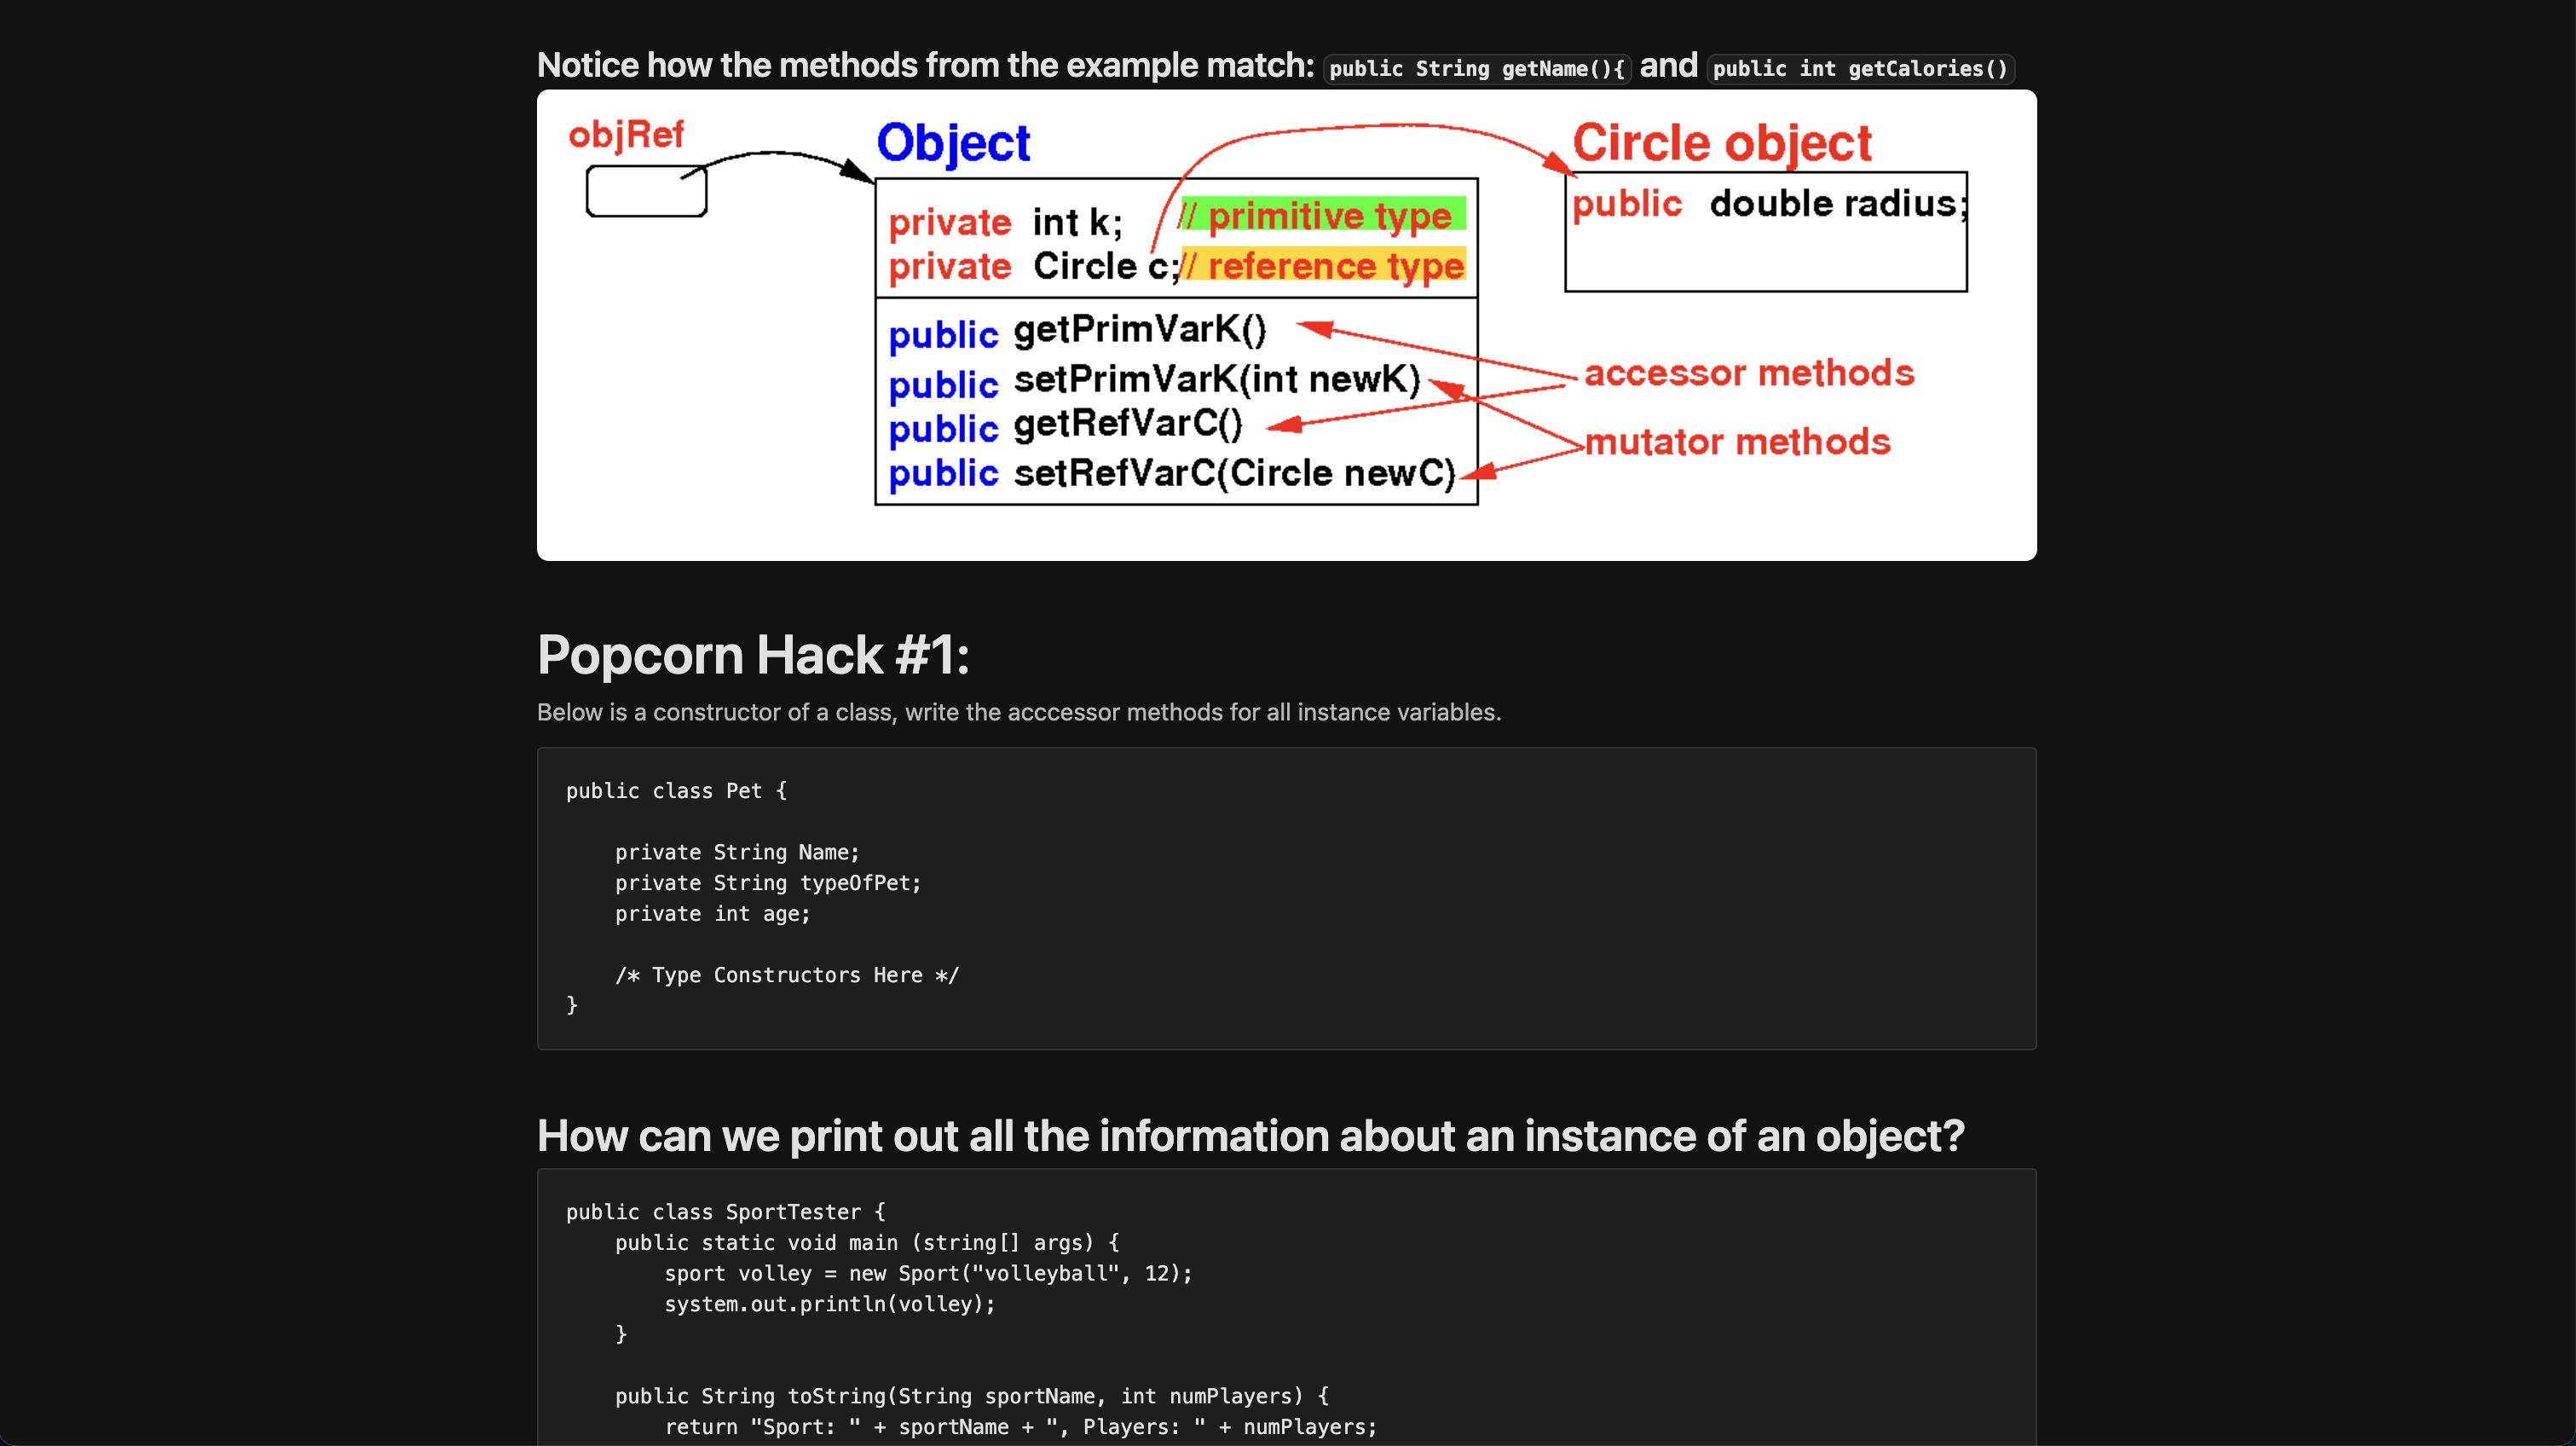 Notice how the methods from the example match: public String getName(){ and public int getCalories()
objRef
Object
Circle object
private int k; // primitive type
private Circle c;// reference type
public double radius;
public getPrimVarK()
public setPrimVarK(int newK)
public getRefVarC()
public setRefVarC(Circle newC)
accessor methods
mutator methods
Popcorn Hack #1:
Below is a constructor of a class, write the acccessor methods for all instance variables.
public class Pet {
private String Name;
private String typeOfPet;
private int age;
/* Type Constructors Here */
}
How can we print out all the information about an instance of an object?
public class SportTester {
public static void main (string[] args) {
sport volley = new Sport("volleyball", 12);
system.out.println(volley);
}
public String toString(String sportName, int numPlayers) {
return "Sport: " + sportName + ", Players: " + numPlayers;